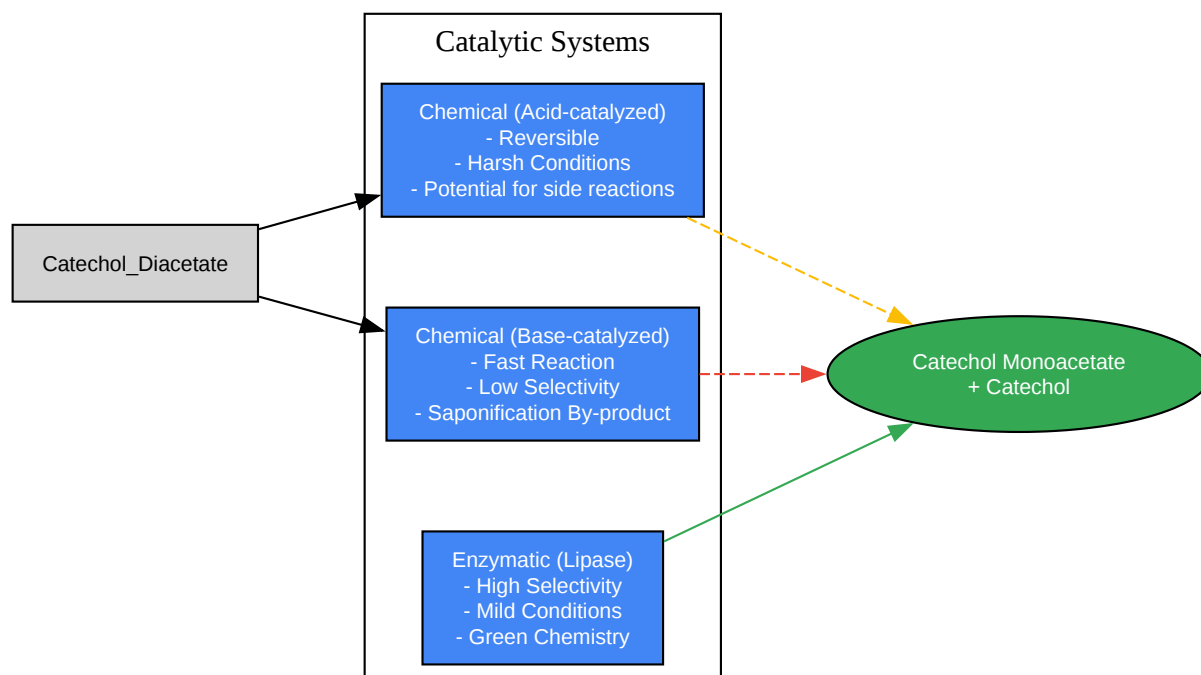 Catalytic Systems
Chemical (Acid-catalyzed)
- Reversible
- Harsh Conditions
- Potential for side reactions
Catechol_Diacetate
Chemical (Base-catalyzed)
- Fast Reaction
- Low Selectivity
- Saponification By-product
Catechol Monoacetate
+ Catechol
Enzymatic (Lipase)
- High Selectivity
- Mild Conditions
- Green Chemistry